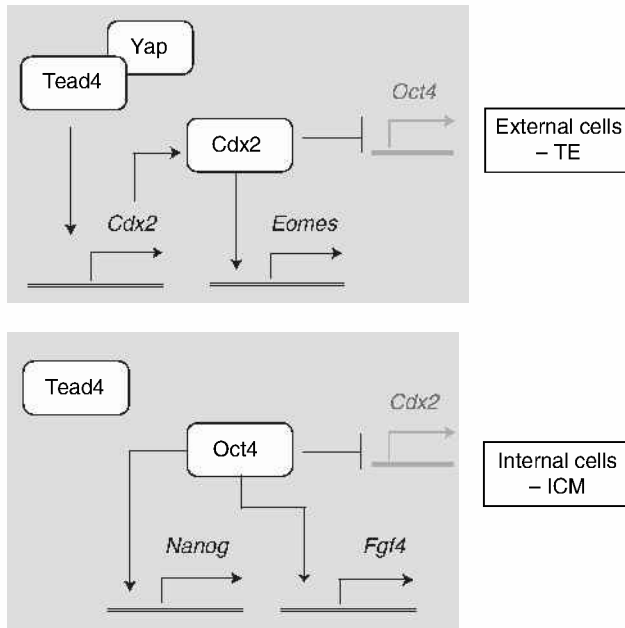 Yap
Tead4
Oct4
Cdx2
External cells
– TE
Cdx2
Eomes
Tead4
Cdx2
Oct4
Internal cells
– ICM
Nanog
Fgf4